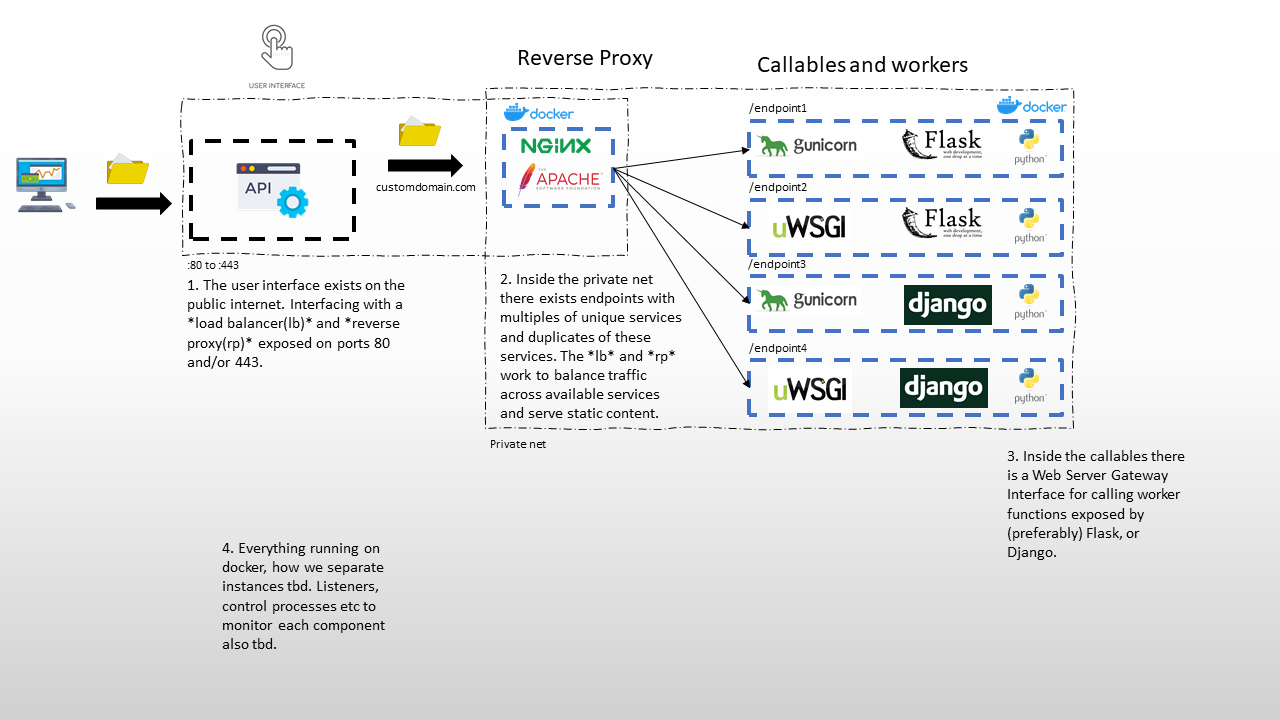 Reverse Proxy
Callables and workers
USER INTERFACE
API
customdomain.com
docker
NGINX
THE
APACHE
SOFTWARE FOUNDATION
docker
/endpoint1
gunicorn
Flask
web development,
one drop at a time
python
/endpoint2
uWSGI
Flask
web development,
one drop at a time
python
/endpoint3
gunicorn
django
python
/endpoint4
uWSGI
django
python
:80 to :443
1. The user interface exists on the
public internet. Interfacing with a
*load balancer(lb)* and *reverse
proxy(rp)* exposed on ports 80
and/or 443.
2. Inside the private net
there exists endpoints with
multiples of unique services
and duplicates of these
services. The *lb* and *rp*
work to balance traffic
across available services
and serve static content.
Private net
3. Inside the callables there
is a Web Server Gateway
Interface for calling worker
functions exposed by
(preferably) Flask, or
Django.
4. Everything running on
docker, how we separate
instances tbd. Listeners,
control processes etc to
monitor each component
also tbd.